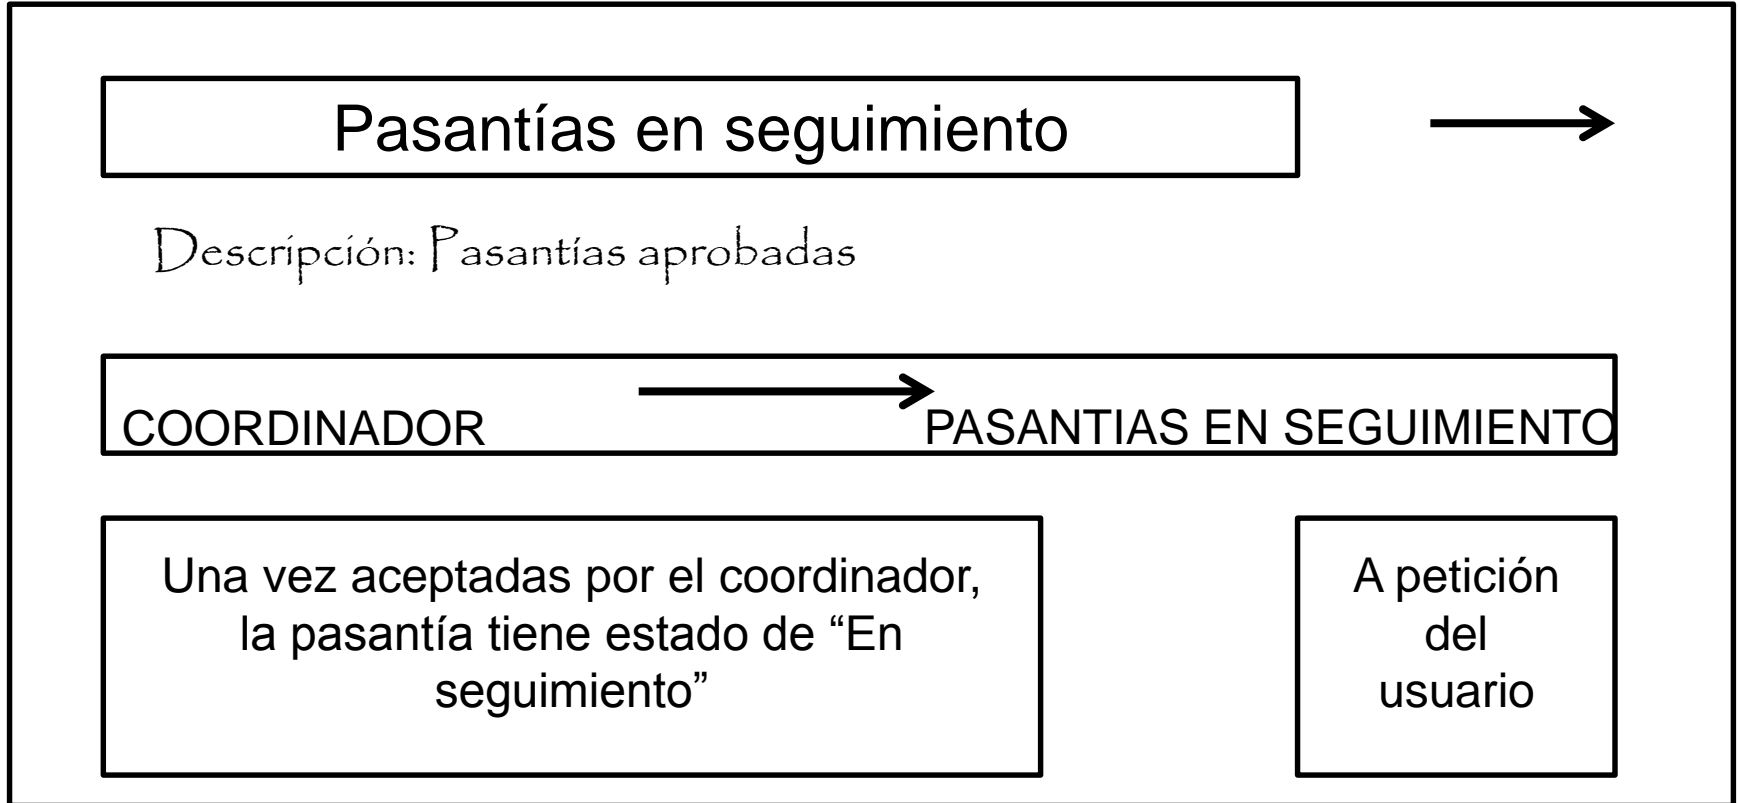 Pasantías en seguimiento
Descripción: Pasantías aprobadas
COORDINADOR PASANTIAS EN SEGUIMIENTO
Una vez aceptadas por el coordinador,
la pasantía tiene estado de “En
seguimiento”
A petición
del
usuario